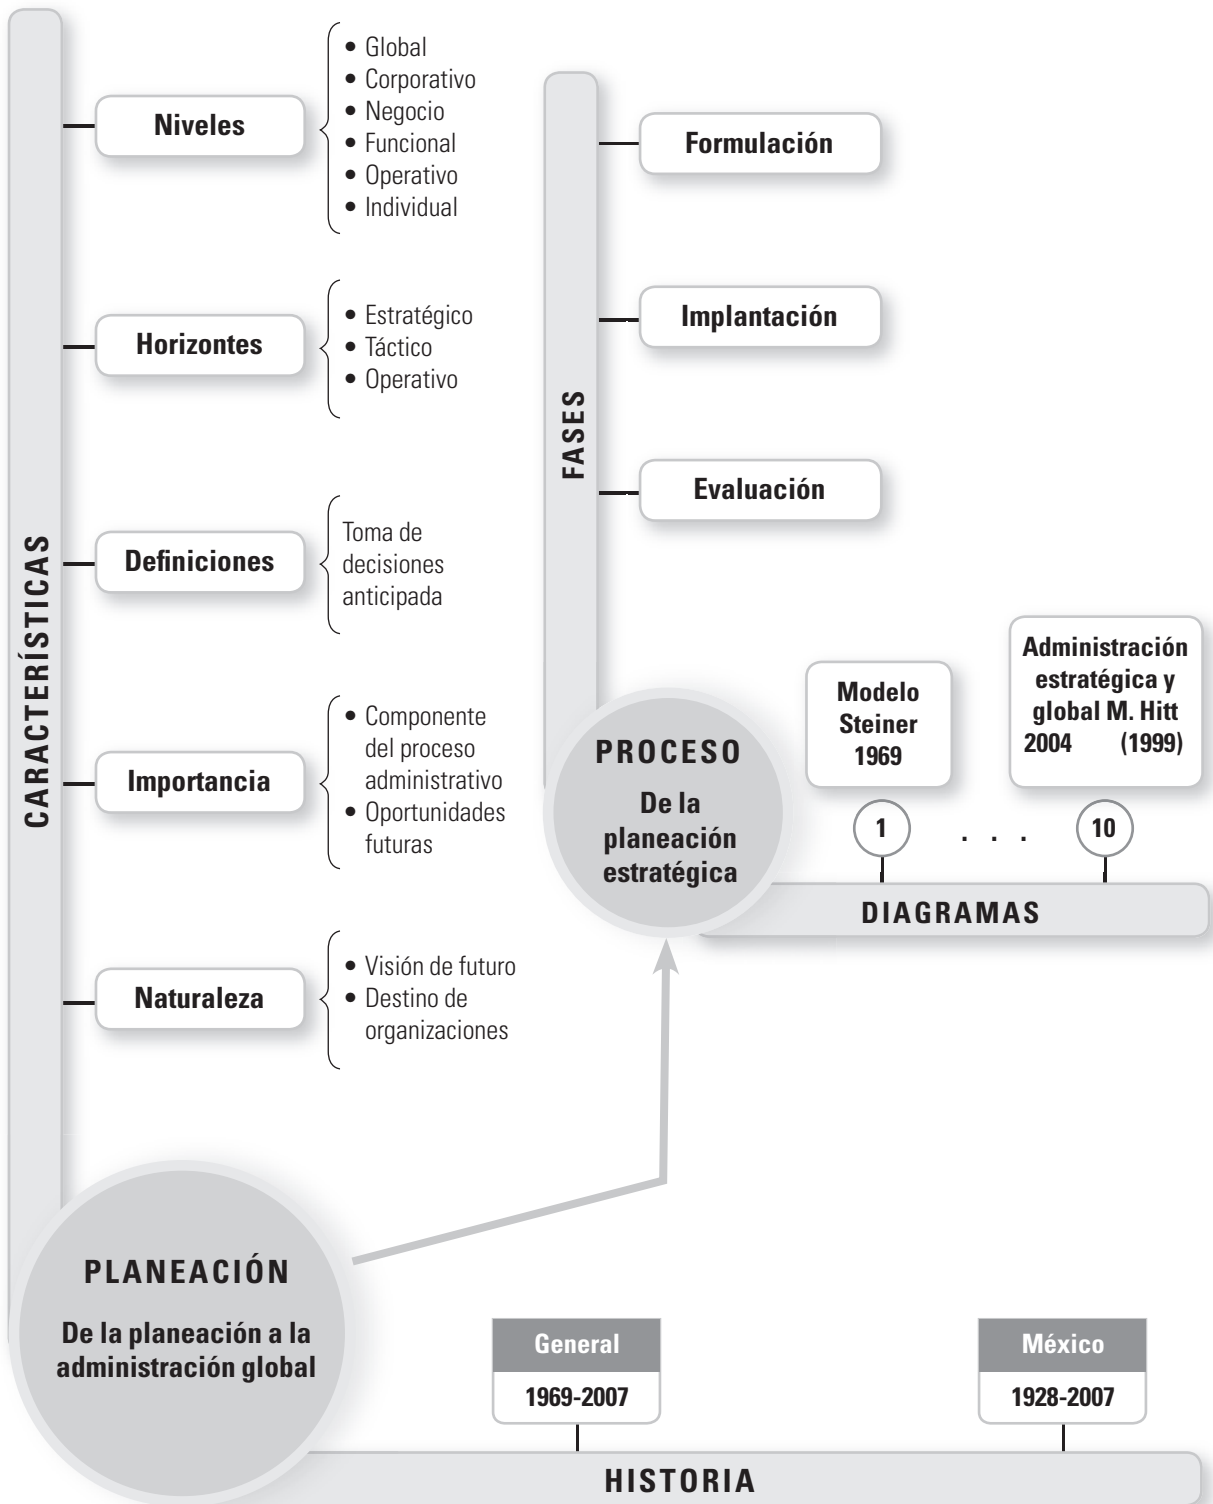 CARACTERÍSTICAS
Niveles
• Global
• Corporativo
• Negocio
• Funcional
• Operativo
• Individual
Horizontes
• Estratégico
• Táctico
• Operativo
Definiciones
Toma de
decisiones
anticipada
Importancia
• Componente
del proceso
administrativo
• Oportunidades
futuras
Naturaleza
• Visión de futuro
• Destino de
organizaciones
FASES
Formulación
Implantación
Evaluación
PROCESO
De la
planeación
estratégica
Modelo
Steiner
1969
1
. . .
Administración
estratégica y
global M. Hitt
2004 (1999)
10
DIAGRAMAS
PLANEACIÓN
De la planeación a la
administración global
General
1969-2007
México
1928-2007
HISTORIA